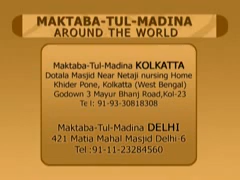 MAKTABA-TUL-MADINA
AROUND THE WORLD
Maktaba-Tul-Madina KOLKATTA
Dotala Masjid Near Netaji nursing Home
Khider Pone, Kolkatta (West Bengal)
Godown 3 Mayur Bhanj Road,Kol-23
Tel: 91-93-30818308
Maktaba-Tul-Madina DELHI
421 Matia Mahal Masjid Delhi-6
Tel:91-11-23284560